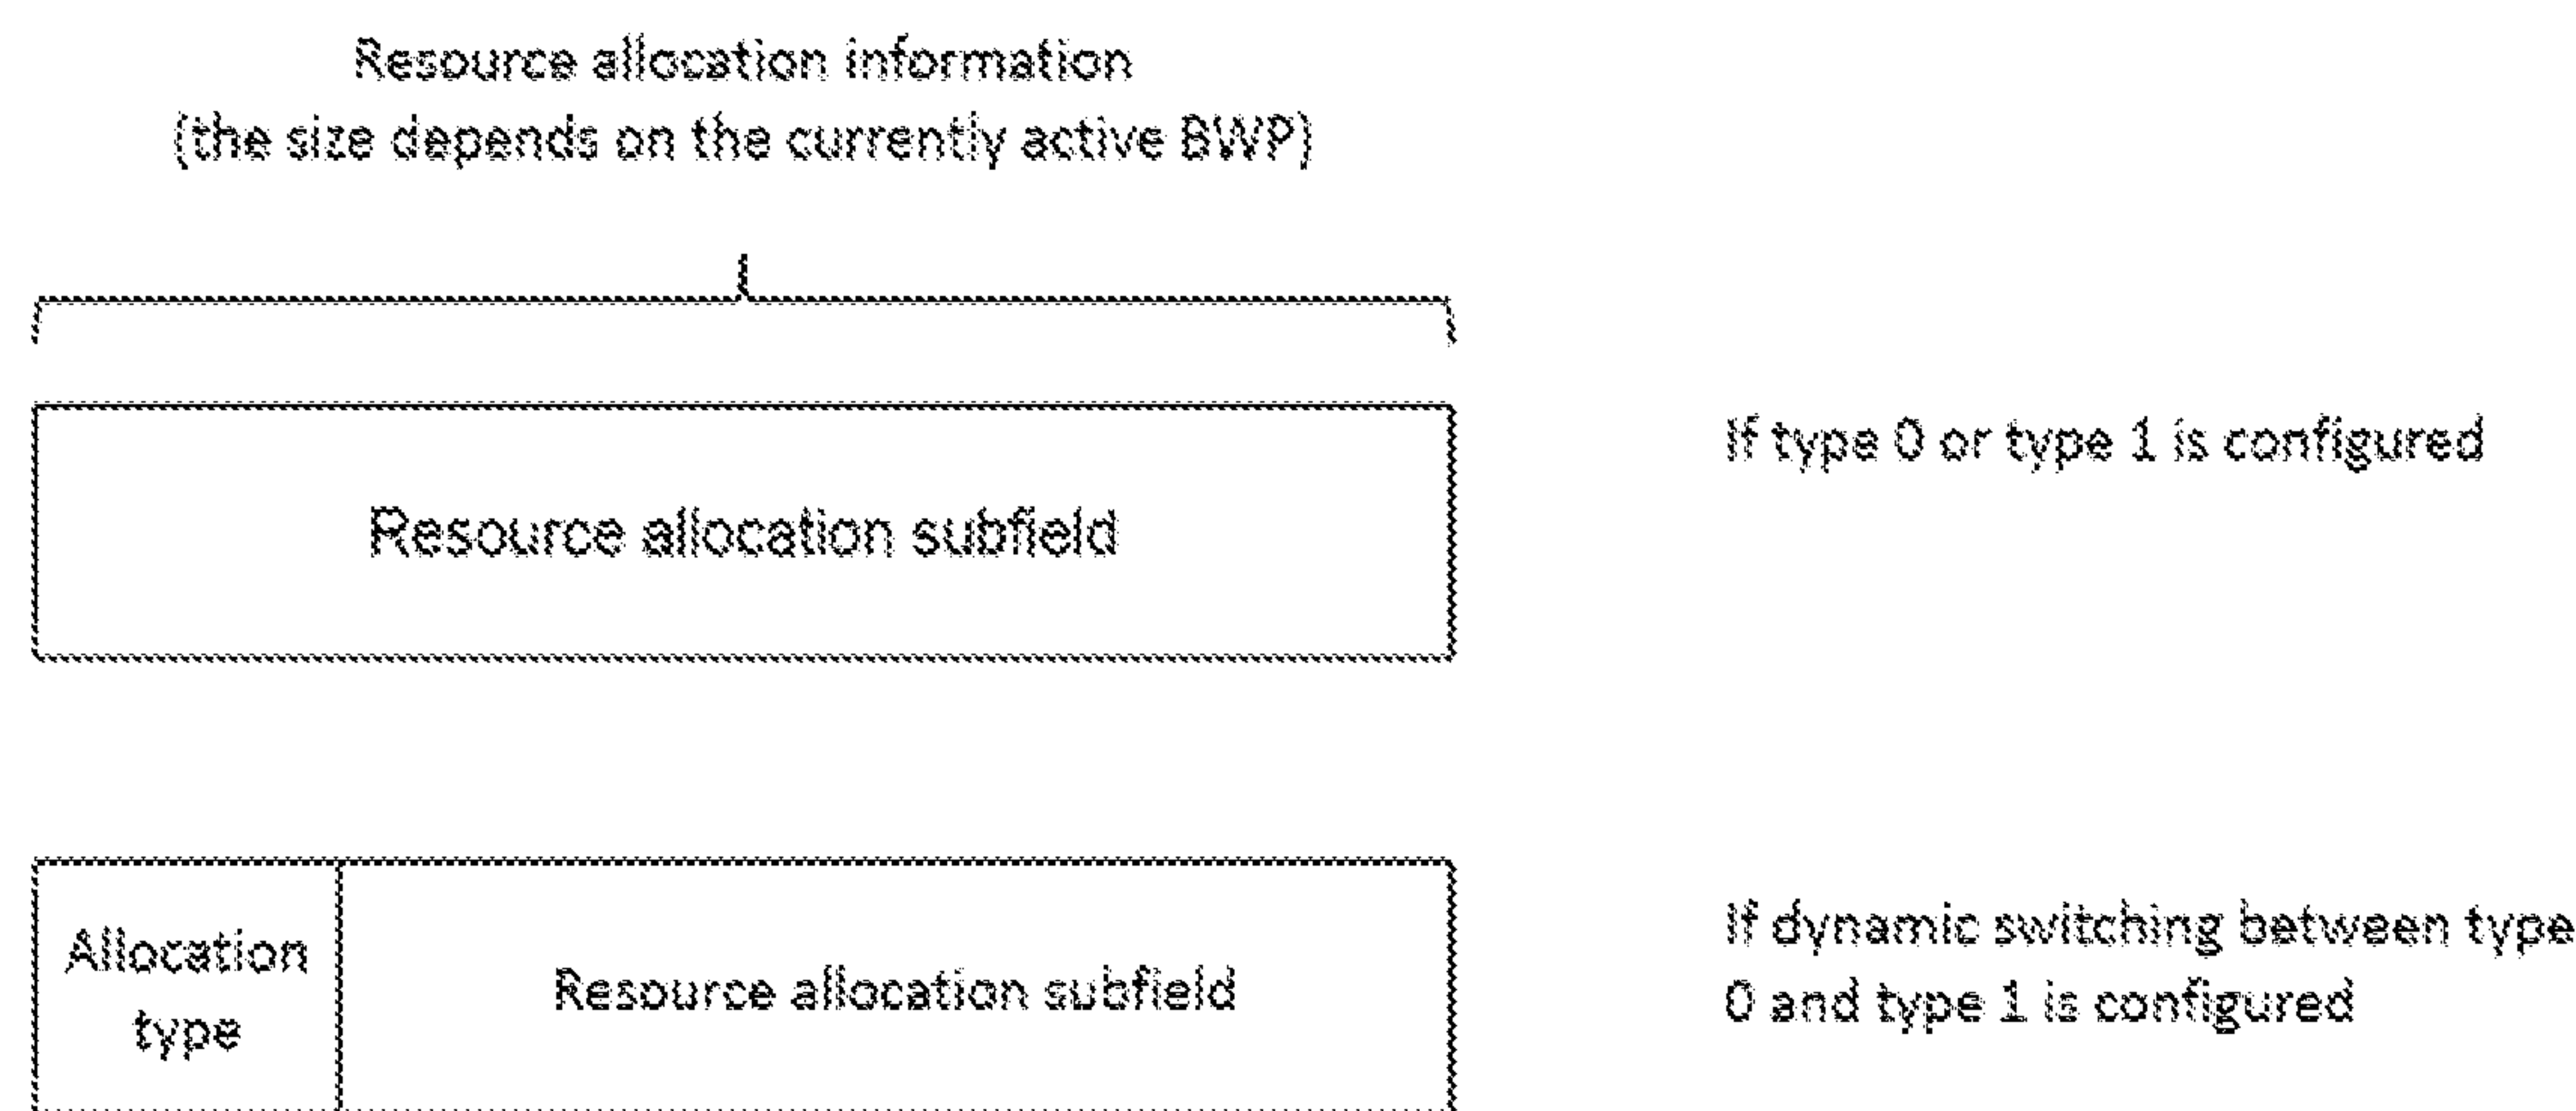 Resource allocation information
(the size depends on the currently active BWP)
If type 0 or type 1 is configured
Resource allocation subfield
Allocation
type
Resource allocation subfield
If dynamic switching between type
0 and type 1 is configured